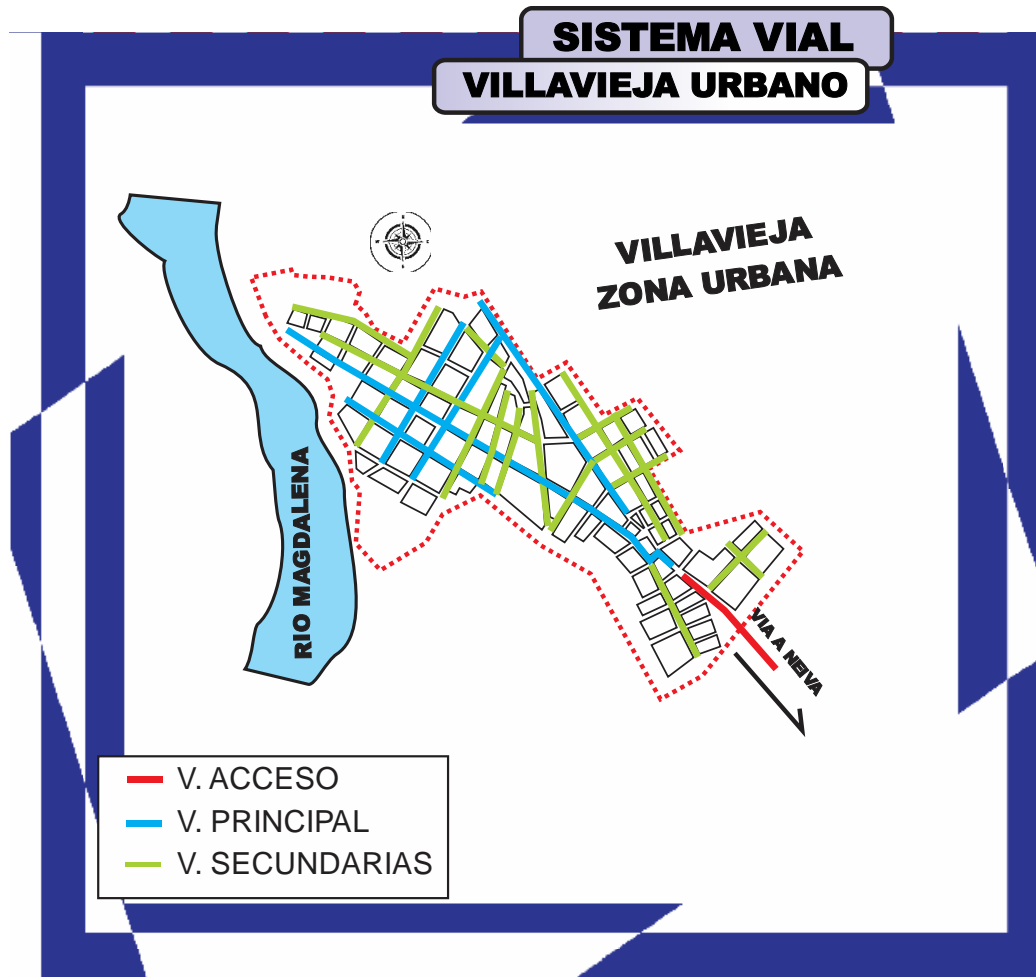 SISTEMA VIAL
VILLAVIEJA URBANO
VILLAVIEJA
ZONA URBANA
N
W
E
S
RIO MAGDALENA
VIA A NEIVA
V. ACCESO
V. PRINCIPAL
V. SECUNDARIAS